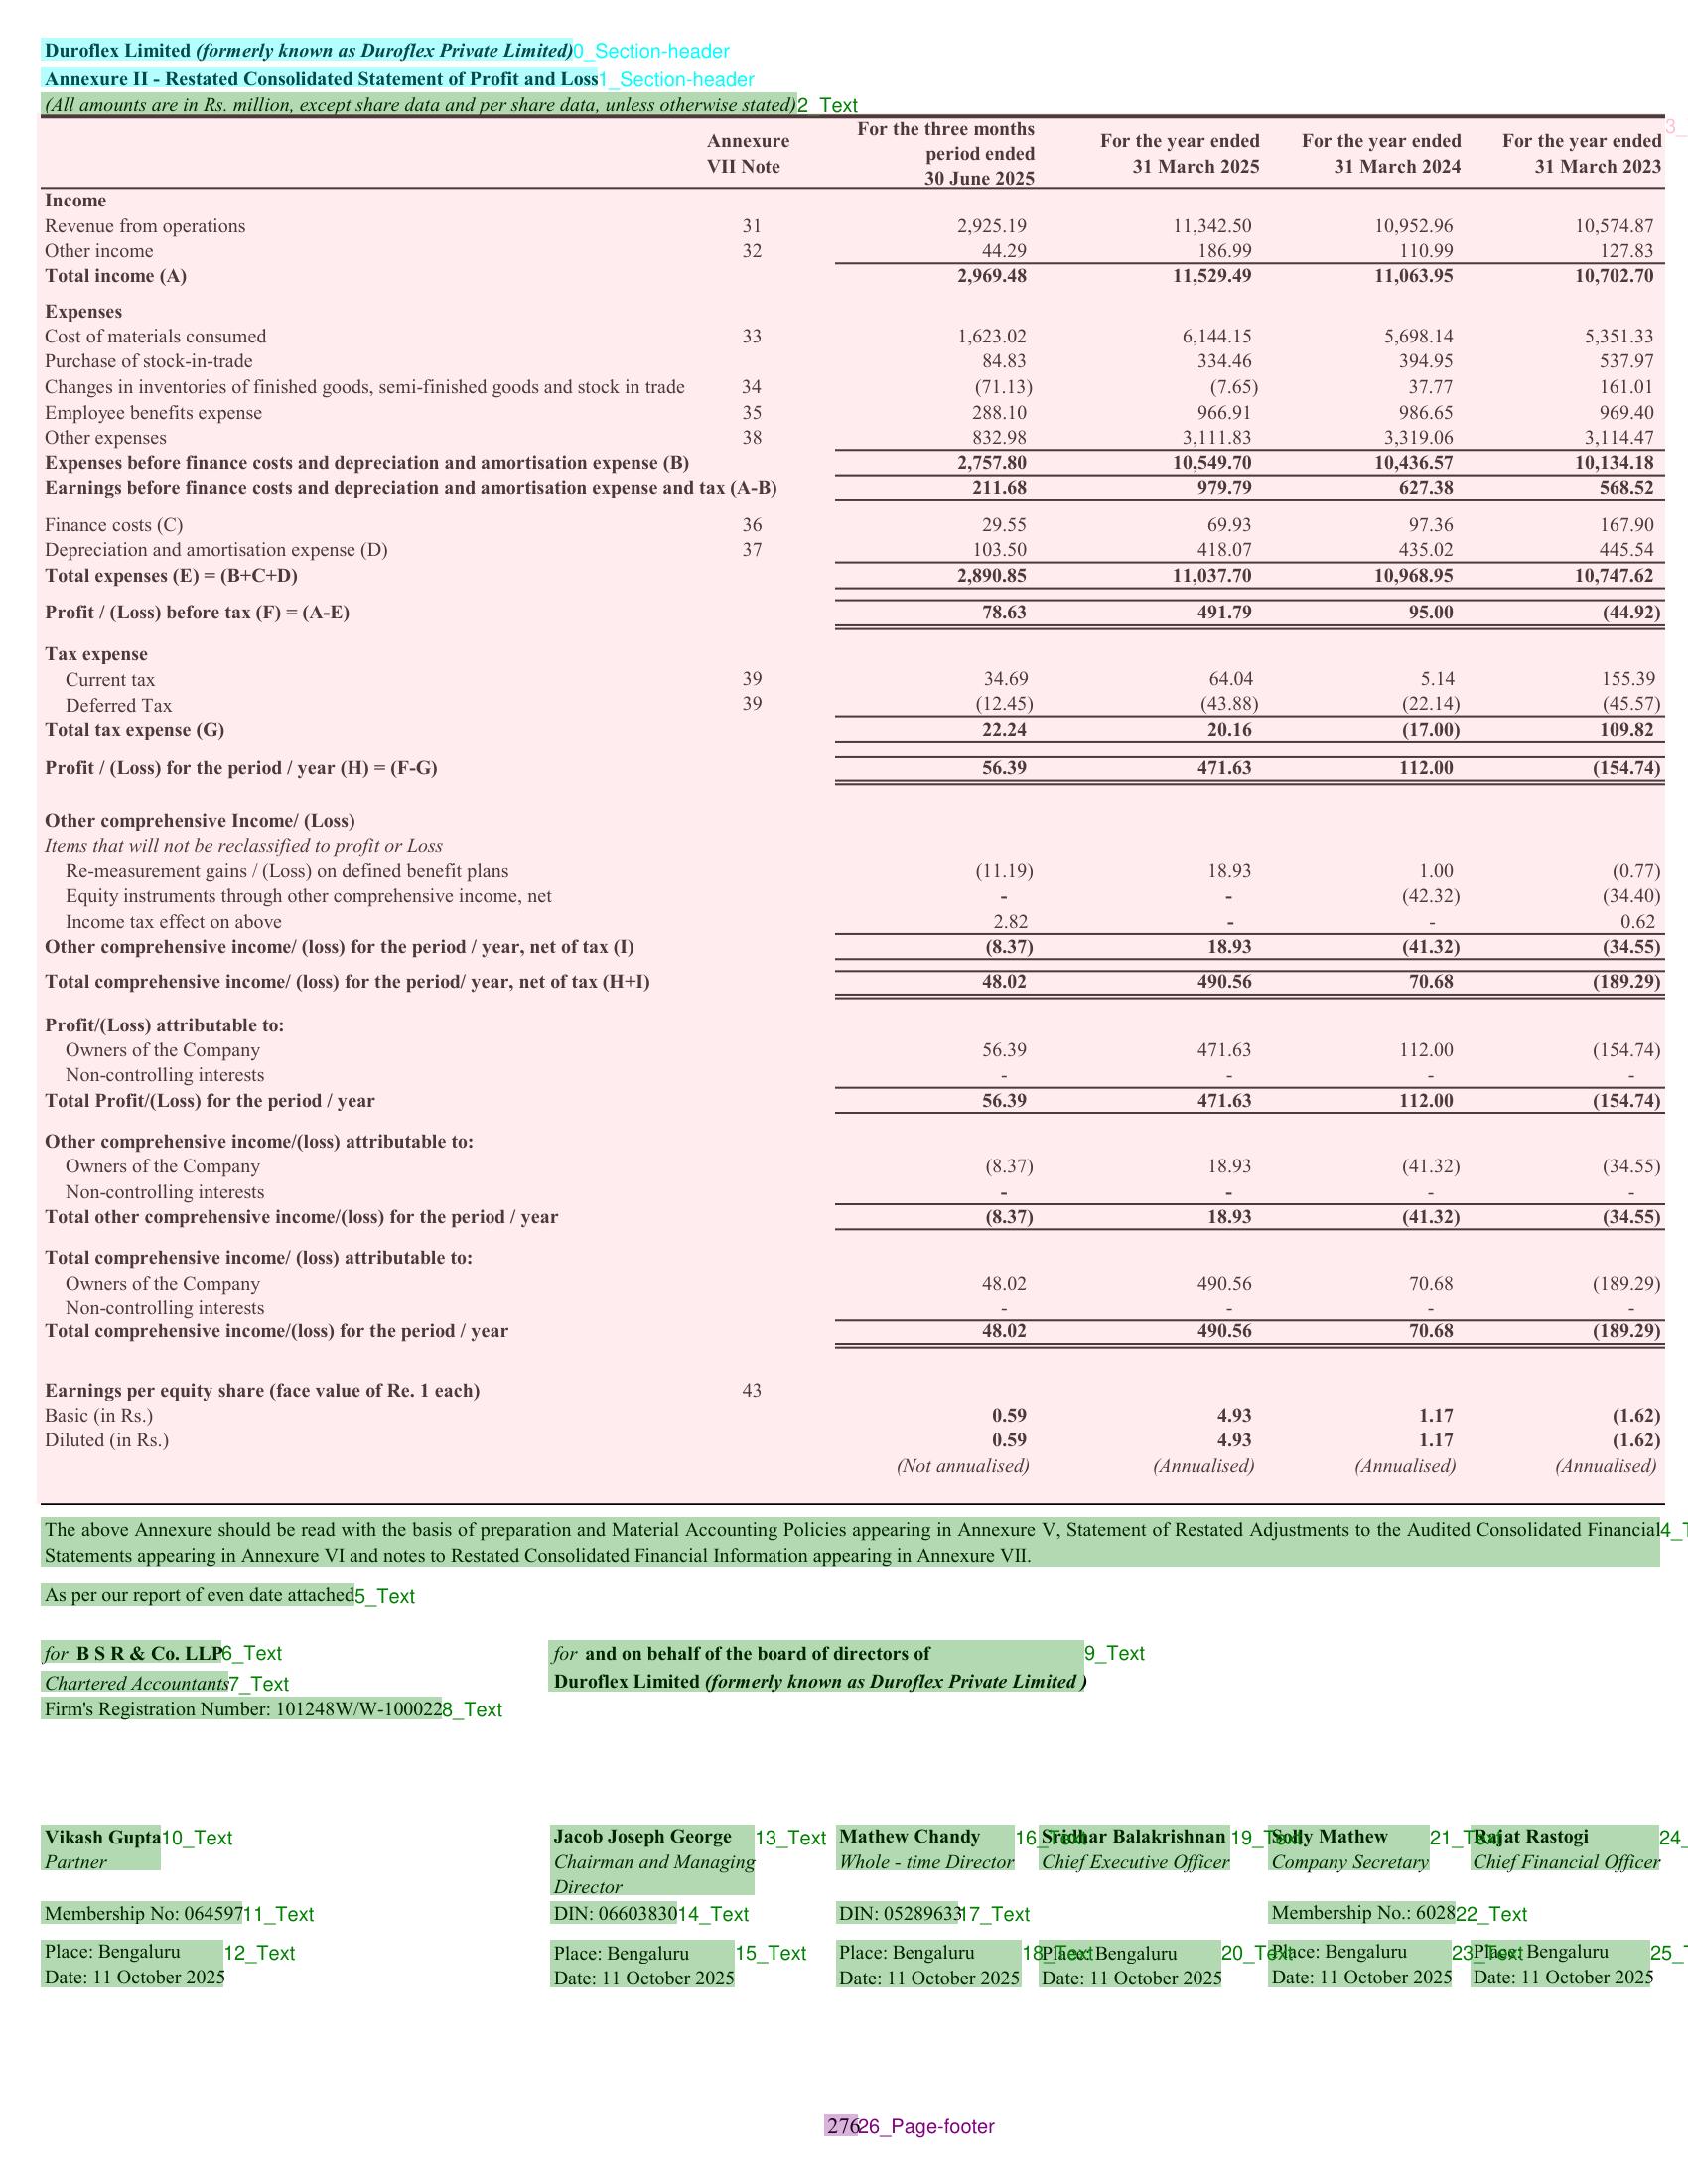 Duroflex Limited (formerly known as Duroflex Private Limited) 0_Section-header
Annexure II - Restated Consolidated Statement of Profit and Loss 1_Section-header
(All amounts are in Rs. million, except share data and per share data, unless otherwise stated) 2_Text
Annexure VII Note For the three months period ended 30 June 2025 For the year ended 31 March 2025 For the year ended 31 March 2024 For the year ended 31 March 2023 3_
Income
Revenue from operations 31 2,925.19 11,342.50 10,952.96 10,574.87
Other income 32 44.29 186.99 110.99 127.83
Total income (A) 2,969.48 11,529.49 11,063.95 10,702.70
Expenses
Cost of materials consumed 33 1,623.02 6,144.15 5,698.14 5,351.33
Purchase of stock-in-trade 84.83 334.46 394.95 537.97
Changes in inventories of finished goods, semi-finished goods and stock in trade 34 (71.13) (7.65) 37.77 161.01
Employee benefits expense 35 288.10 966.91 986.65 969.40
Other expenses 38 832.98 3,111.83 3,319.06 3,114.47
Expenses before finance costs and depreciation and amortisation expense (B) 2,757.80 10,549.70 10,436.57 10,134.18
Earnings before finance costs and depreciation and amortisation expense and tax (A-B) 211.68 979.79 627.38 568.52
Finance costs (C) 36 29.55 69.93 97.36 167.90
Depreciation and amortisation expense (D) 37 103.50 418.07 435.02 445.54
Total expenses (E) = (B+C+D) 2,890.85 11,037.70 10,968.95 10,747.62
Profit / (Loss) before tax (F) = (A-E) 78.63 491.79 95.00 (44.92)
Tax expense
Current tax 39 34.69 64.04 5.14 155.39
Deferred Tax 39 (12.45) (43.88) (22.14) (45.57)
Total tax expense (G) 22.24 20.16 (17.00) 109.82
Profit / (Loss) for the period / year (H) = (F-G) 56.39 471.63 112.00 (154.74)
Other comprehensive Income/ (Loss)
Items that will not be reclassified to profit or Loss
Re-measurement gains / (Loss) on defined benefit plans (11.19) 18.93 1.00 (0.77)
Equity instruments through other comprehensive income, net - - (42.32) (34.40)
Income tax effect on above 2.82 - - 0.62
Other comprehensive income/ (loss) for the period / year, net of tax (I) (8.37) 18.93 (41.32) (34.55)
Total comprehensive income/ (loss) for the period/ year, net of tax (H+I) 48.02 490.56 70.68 (189.29)
Profit/(Loss) attributable to:
Owners of the Company 56.39 471.63 112.00 (154.74)
Non-controlling interests - - - -
Total Profit/(Loss) for the period / year 56.39 471.63 112.00 (154.74)
Other comprehensive income/(loss) attributable to:
Owners of the Company (8.37) 18.93 (41.32) (34.55)
Non-controlling interests - - - -
Total other comprehensive income/(loss) for the period / year (8.37) 18.93 (41.32) (34.55)
Total comprehensive income/ (loss) attributable to:
Owners of the Company 48.02 490.56 70.68 (189.29)
Non-controlling interests - - - -
Total comprehensive income/(loss) for the period / year 48.02 490.56 70.68 (189.29)
Earnings per equity share (face value of Re. 1 each) 43
Basic (in Rs.) 0.59 4.93 1.17 (1.62)
Diluted (in Rs.) 0.59 4.93 1.17 (1.62)
(Not annualised) (Annualised) (Annualised) (Annualised)
The above Annexure should be read with the basis of preparation and Material Accounting Policies appearing in Annexure V, Statement of Restated Adjustments to the Audited Consolidated Financial 4_T
Statements appearing in Annexure VI and notes to Restated Consolidated Financial Information appearing in Annexure VII.
As per our report of even date attached 5_Text
for B S R & Co. LLP 6_Text
Chartered Accountants 7_Text
Firm's Registration Number: 101248W/W-100022 8_Text
for and on behalf of the board of directors of 9_Text
Duroflex Limited (formerly known as Duroflex Private Limited )
Vikash Gupta 10_Text
Partner
Membership No: 064597 11_Text
Place: Bengaluru 12_Text
Date: 11 October 2025
Jacob Joseph George 13_Text
Chairman and Managing
Director
DIN: 06603830 14_Text
Place: Bengaluru 15_Text
Date: 11 October 2025
Mathew Chandy 16_Text
Whole - time Director
DIN: 05289633 17_Text
Place: Bengaluru 18_Text
Date: 11 October 2025
Sridhar Balakrishnan 19_Text
Chief Executive Officer
Place: Bengaluru 20_Text
Date: 11 October 2025
Solly Mathew 21_Text
Company Secretary
Membership No.: 6028 22_Text
Place: Bengaluru 23_Text
Date: 11 October 2025
Rajat Rastogi 24_
Chief Financial Officer
Place: Bengaluru 25_T
Date: 11 October 2025
276 26_Page-footer